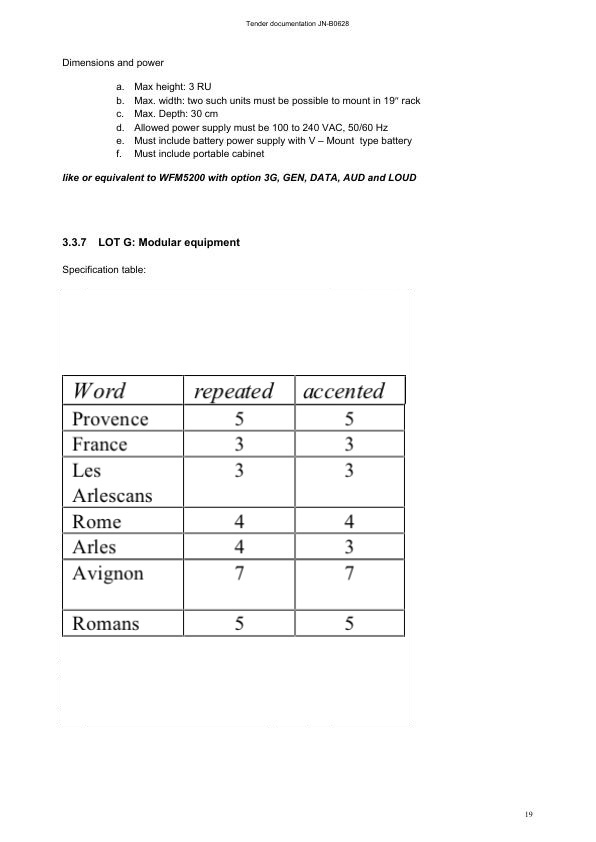 Tender documentation JN-B0628
Dimensions and power
a. Max height: 3 RU
b. Max. width: two such units must be possible to mount in 19" rack
c. Max. Depth: 30 cm
d. Allowed power supply must be 100 to 240 VAC, 50/60 Hz
e. Must include battery power supply with V – Mount  type battery
f. Must include portable cabinet
like or equivalent to WFM5200 with option 3G, GEN, DATA, AUD and LOUD
3.3.7 LOT G: Modular equipment
Specification table:
Word repeated accented
Provence 5 5
France 3 3
Les 3 3
Arlescans
Rome 4 4
Arles 4 3
Avignon 7 7
Romans 5 5
19